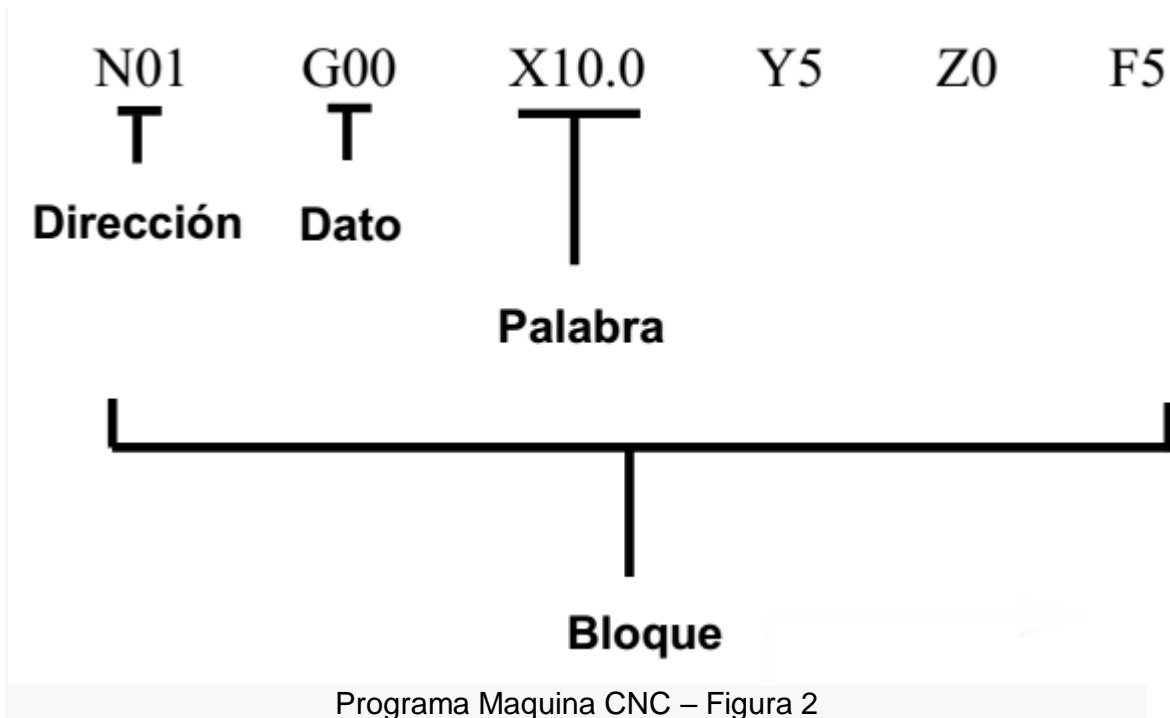 N01 G00 X10.0 Y5 Z0 F5
Dirección Dato
Palabra
Bloque
Programa Maquina CNC – Figura 2